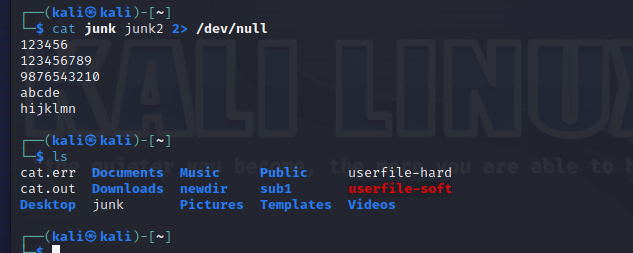 ┌──(kali㉿kali)-[~]
└─$ cat junk junk2 2> /dev/null
123456
123456789
9876543210
abcde
hijklmn
┌──(kali㉿kali)-[~]
└─$ ls
cat.err  Documents  Music     Public     userfile-hard
cat.out  Downloads  newdir    sub1       userfile-soft
Desktop  junk       Pictures  Templates  Videos
┌──(kali㉿kali)-[~]
└─$
KALI LINUX
the quieter you become, the more you are able to h